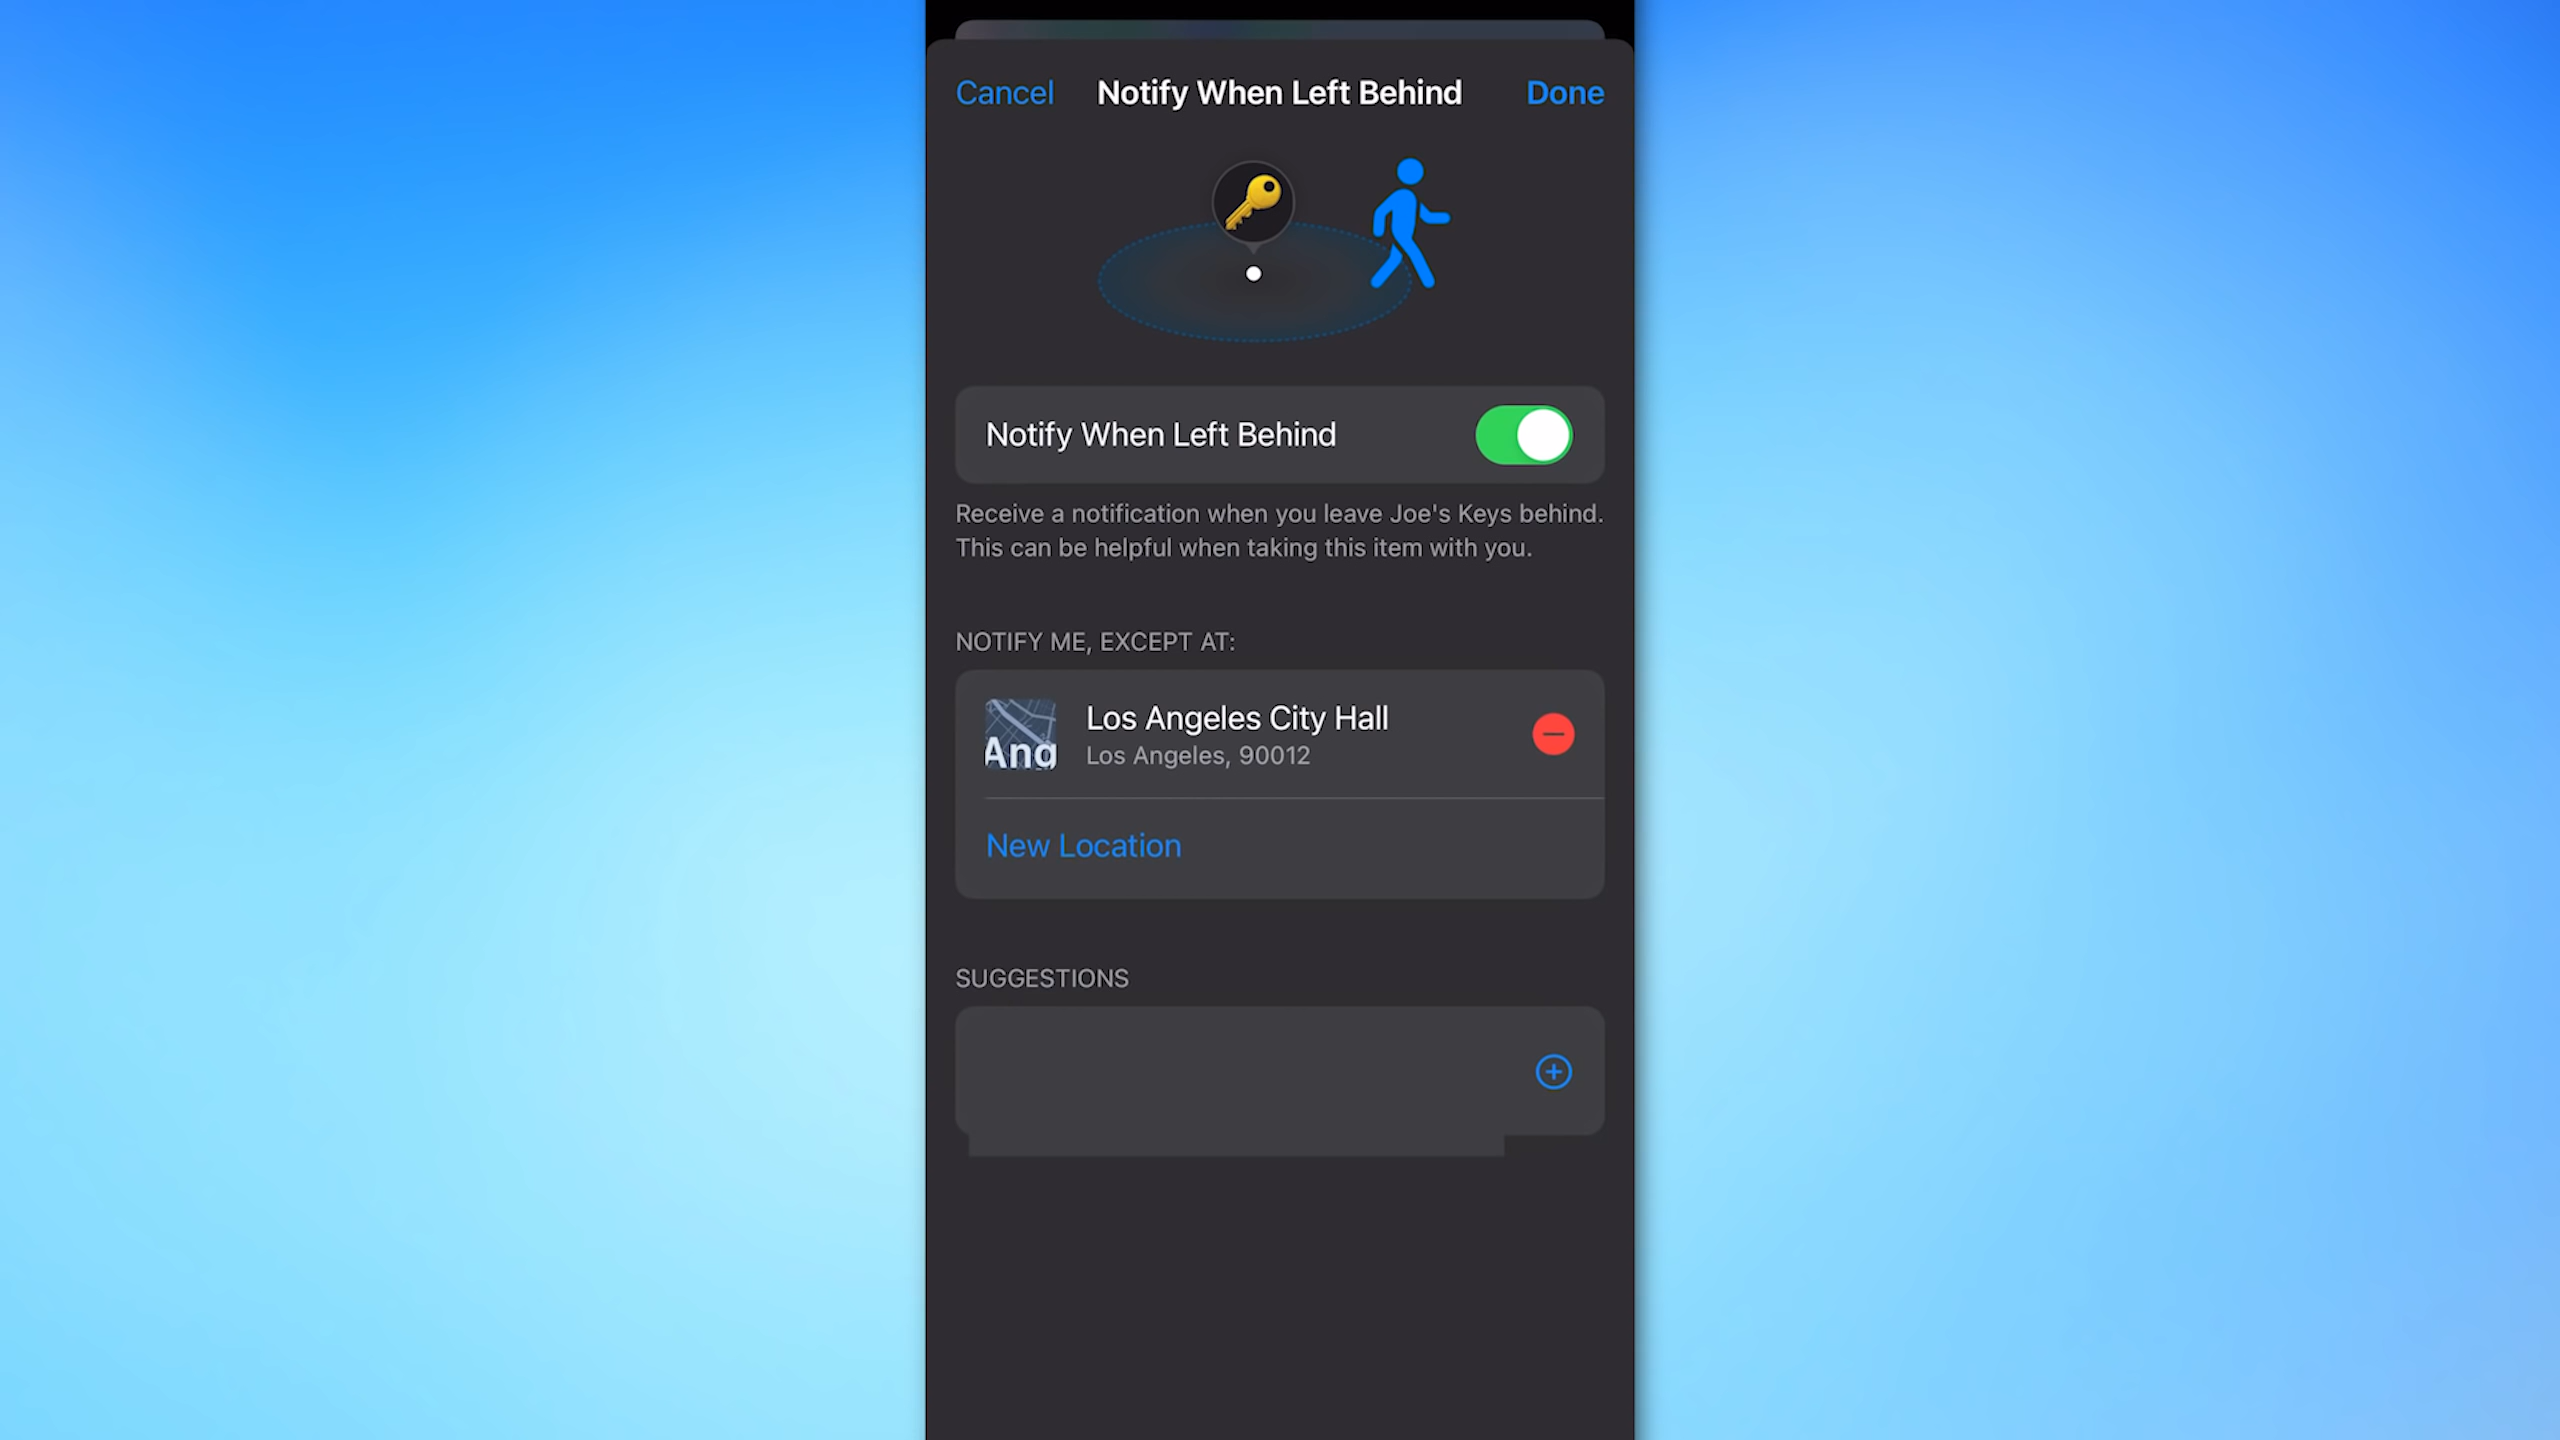 Cancel Notify When Left Behind Done
Notify When Left Behind
Receive a notification when you leave Joe's Keys behind.
This can be helpful when taking this item with you.
NOTIFY ME, EXCEPT AT:
Los Angeles City Hall
Ang
Los Angeles, 90012
New Location
SUGGESTIONS